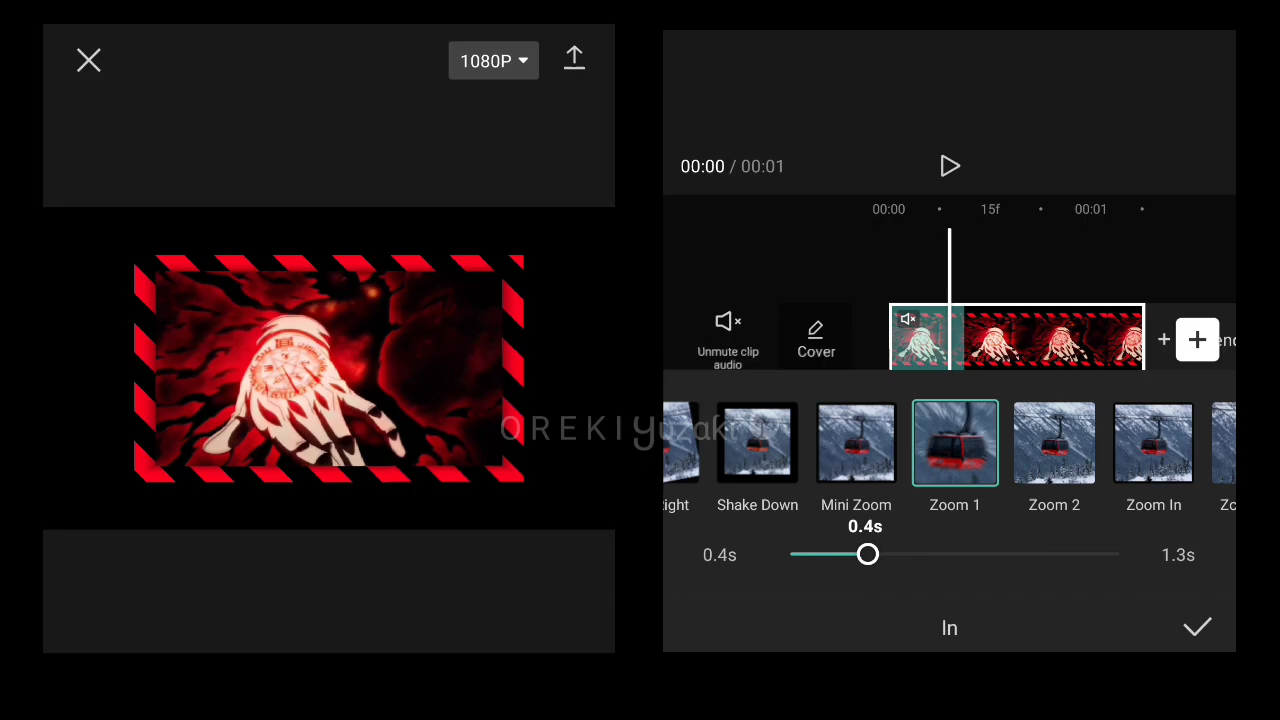 1080P
00:00 / 00:01
00:00
15f
00:01
Unmute clip
audio
Cover
OREKIyuzaki
Shake Down
Mini Zoom
Zoom 1
Zoom 2
Zoom In
0.4s
0.4s
1.3s
In